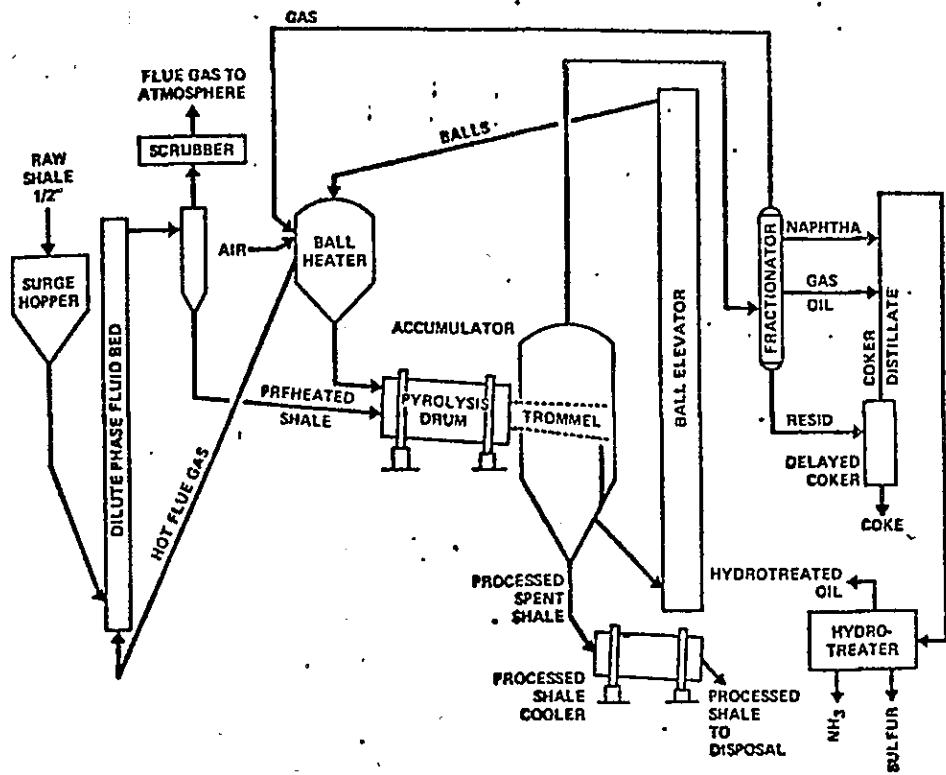 GAS
FLUE GAS TO
ATMOSPHERE
SCRUBBER
RAW
SHALE
1/2"
SURGE
HOPPER
DILUTE PHASE FLUID BED
AIR
BALLS
BALL
HEATER
HOT FLUE GAS
PREHEATED
SHALE
ACCUMULATOR
PYROLYSIS
DRUM
TROMMEL
BALL ELEVATOR
FRACTIONATOR
NAPHTHA
GAS
OIL
COKER
DISTILLATE
RESID
DELAYED
COKER
COKE
PROCESSED
SPENT
SHALE
PROCESSED
SHALE
COOLER
PROCESSED
SHALE
TO
DISPOSAL
HYDROTREATED
OIL
HYDRO-
TREATER
NH₃
SULFUR